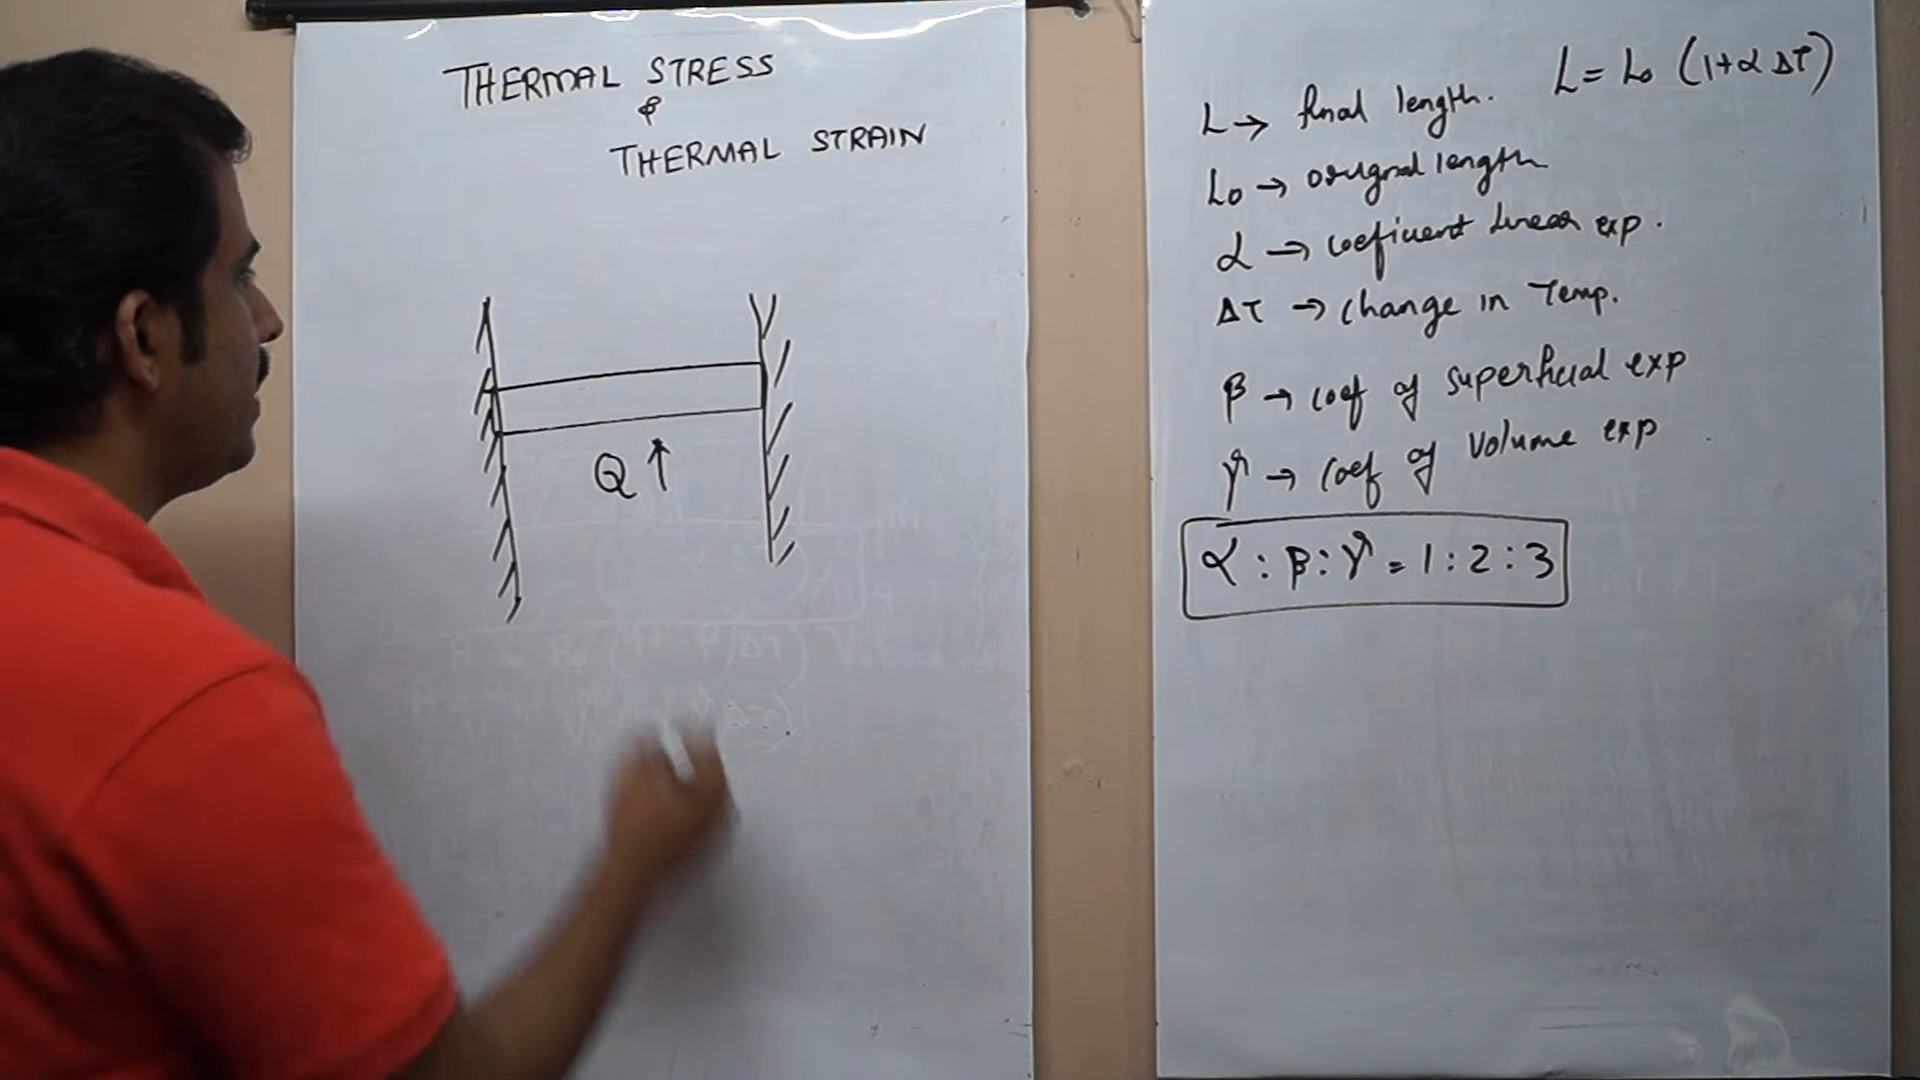 THERMAL STRESS
&
THERMAL STRAIN
Q ↑
L = Lo (1+α ΔT)
L → final length.
Lo → original length
α → coeficient linear exp.
ΔT → change in Temp.
β → coef of superficial exp
γ → coef of volume exp
α : β : γ = 1 : 2 : 3